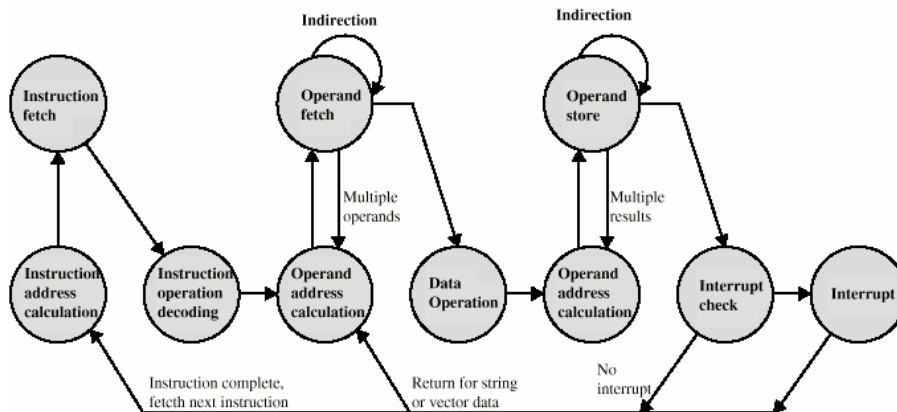 Indirection
Indirection
Instruction
fetch
Operand
fetch
Operand
store
Multiple
operands
Multiple
results
Instruction
address
calculation
Instruction
operation
decoding
Operand
address
calculation
Data
Operation
Operand
address
calculation
Interrupt
check
Interrupt
Instruction complete,
fetcth next instruction
Return for string
or vector data
No
interrupt